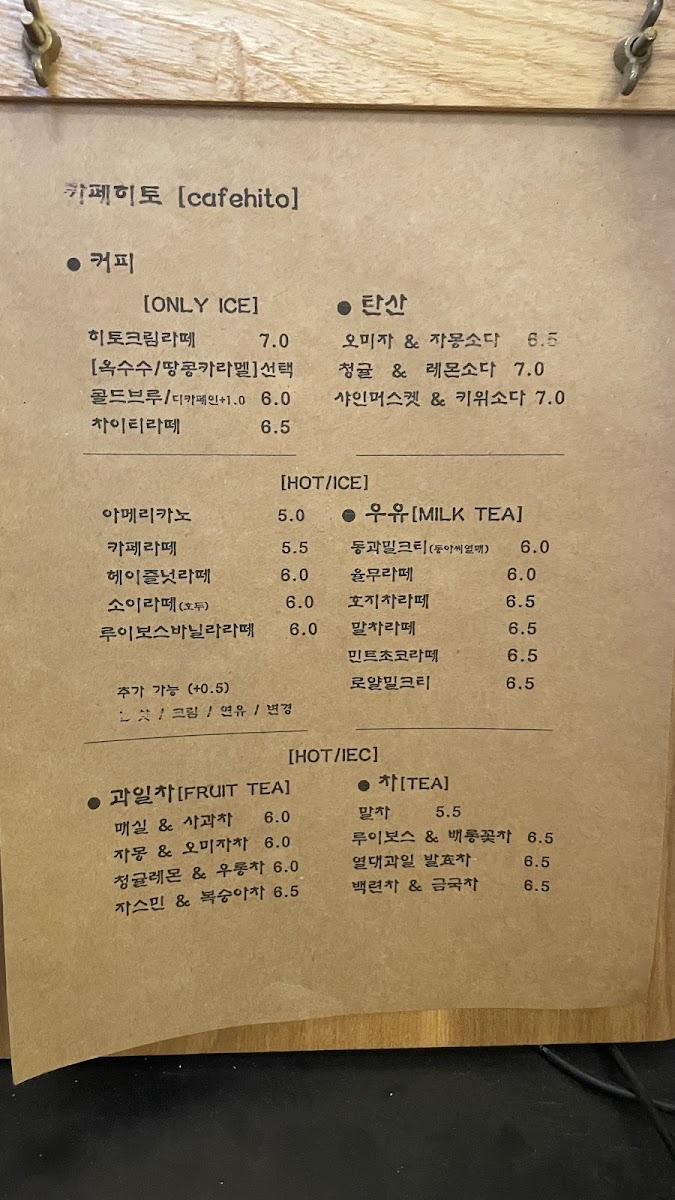 카페히토 [cafehito]
● 커피
[ONLY ICE]
히토크림라떼 7.0
[옥수수/땅콩카라멜]선택
콜드브루/디카페인+1.0 6.0
차이티라떼 6.5
● 탄산
오미자 & 자몽소다 6.5
청귤 & 레몬소다 7.0
샤인머스켓 & 키위소다 7.0
[HOT/ICE]
아메리카노 5.0
카페라떼 5.5
헤이즐넛라떼 6.0
소이라떼(호두) 6.0
루이보스바닐라라떼 6.0
추가 가능 (+0.5)
샷 / 크림 / 연유 / 변경
● 우유[MILK TEA]
동과밀크티(동아씨열매) 6.0
율무라떼 6.0
호지차라떼 6.5
말차라떼 6.5
민트초코라떼 6.5
로얄밀크티 6.5
[HOT/IEC]
● 과일차[FRUIT TEA]
매실 & 사과차 6.0
자몽 & 오미자차 6.0
청귤레몬 & 우롱차 6.0
자스민 & 복숭아차 6.5
● 차[TEA]
말차 5.5
루이보스 & 배롱꽃차 6.5
열대과일 발효차 6.5
백련차 & 금국차 6.5